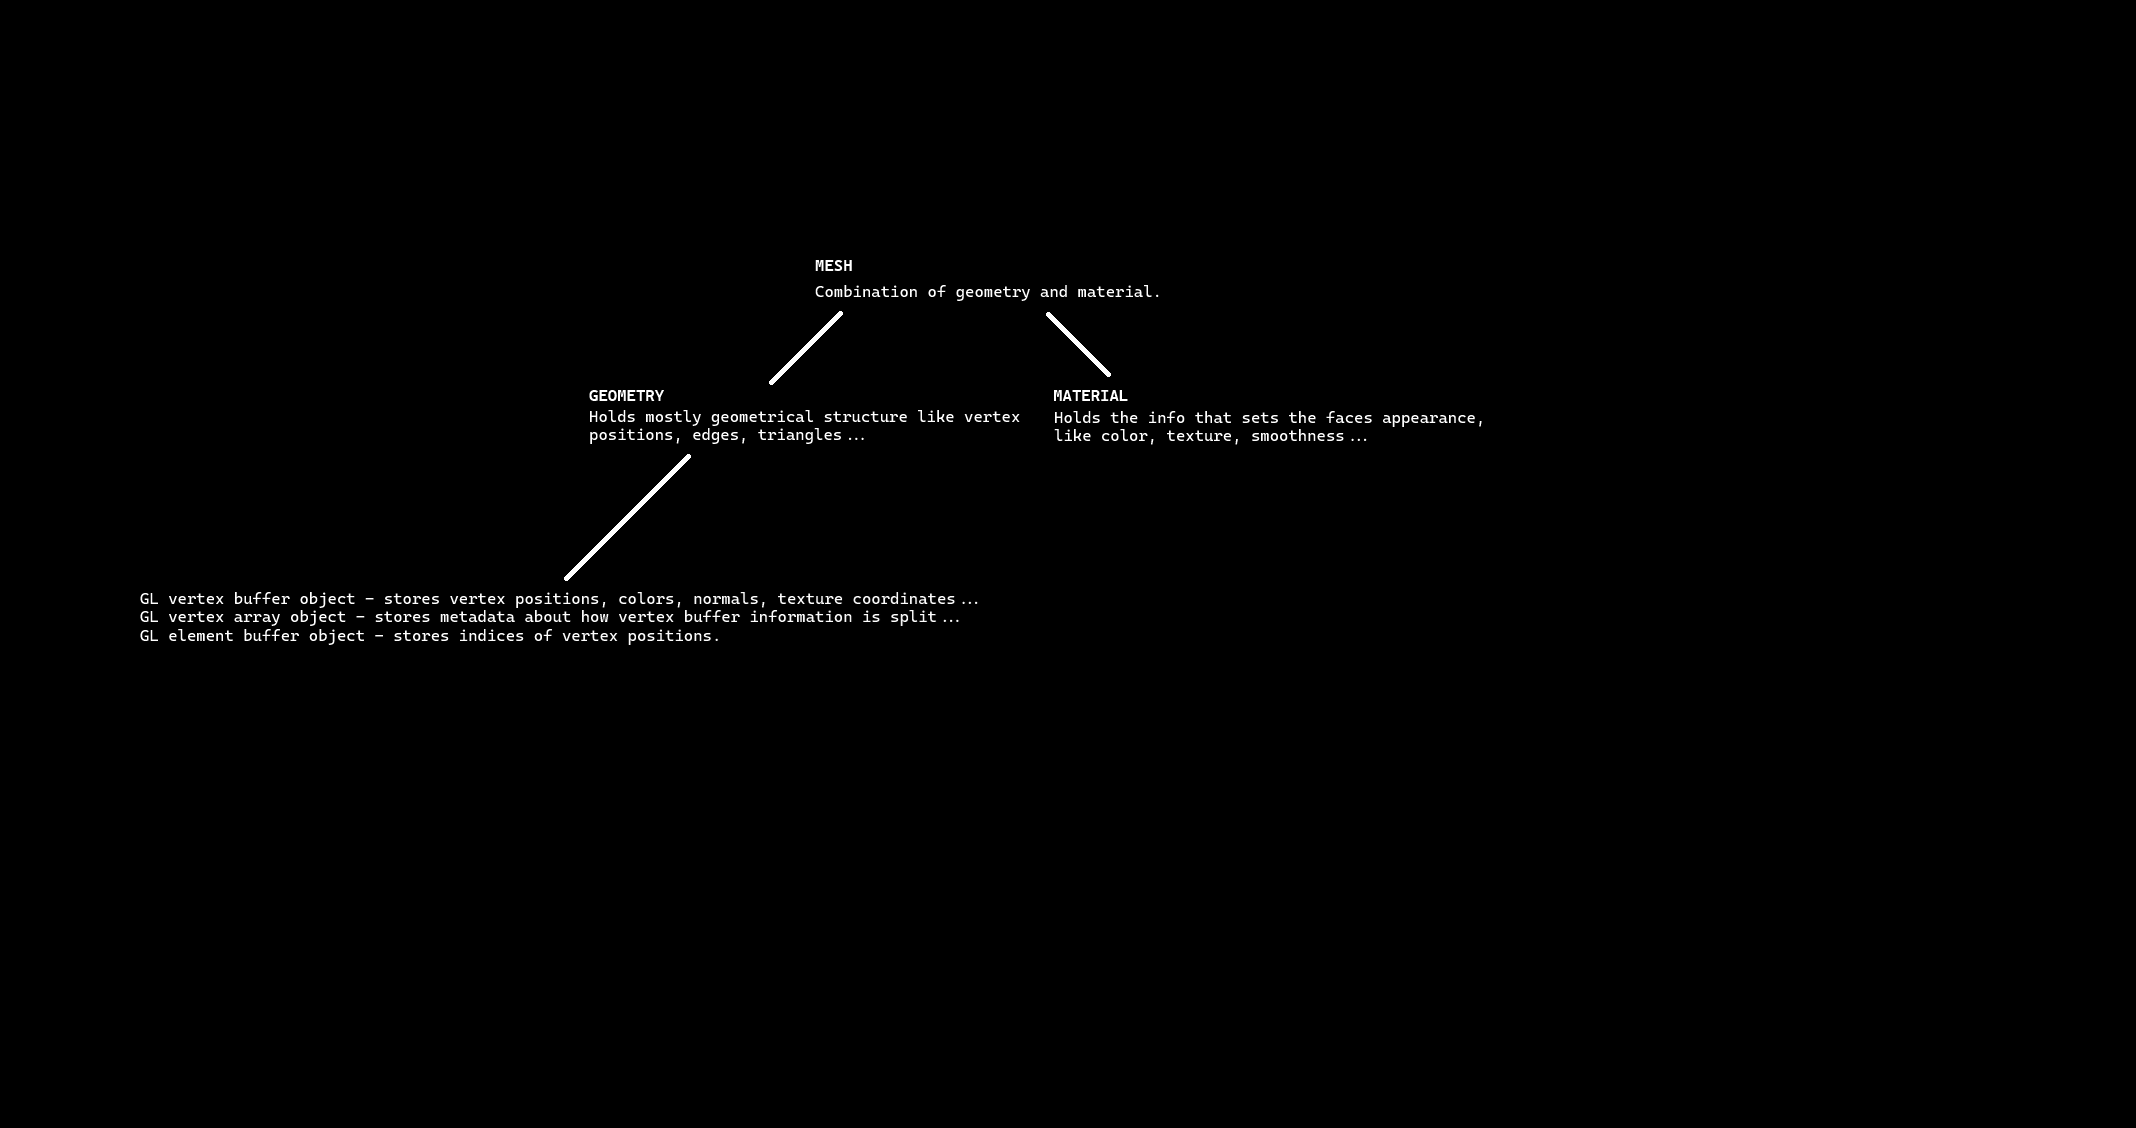 MESH
Combination of geometry and material.
GEOMETRY
Holds mostly geometrical structure like vertex
positions, edges, triangles...
MATERIAL
Holds the info that sets the faces appearance,
like color, texture, smoothness...
GL vertex buffer object - stores vertex positions, colors, normals, texture coordinates...
GL vertex array object - stores metadata about how vertex buffer information is split...
GL element buffer object - stores indices of vertex positions.